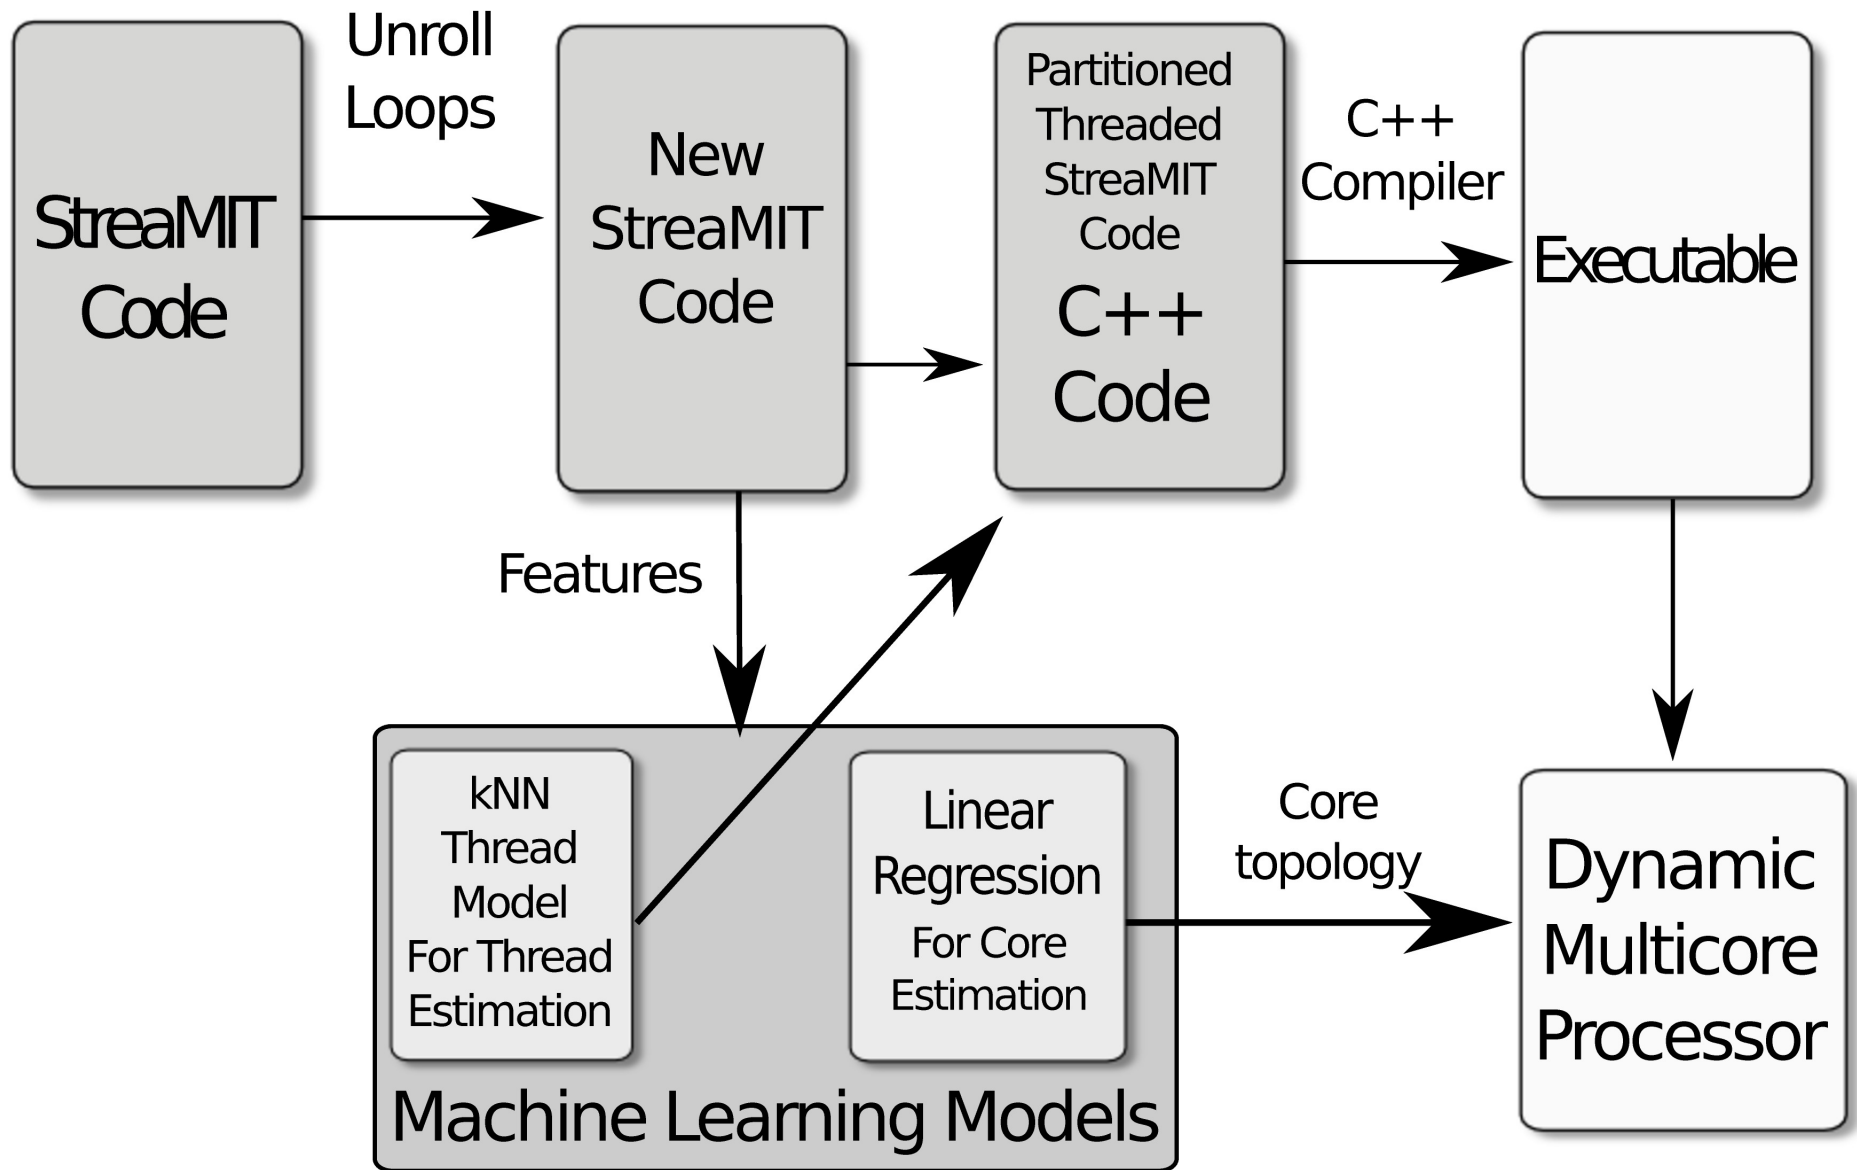 StreaMIT
Code
Unroll
Loops
New
StreaMIT
Code
Partitioned
Threaded
StreaMIT
Code
C++
Code
C++
Compiler
Executable
Features
kNN
Thread
Model
For Thread
Estimation
Linear
Regression
For Core
Estimation
Machine Learning Models
Core
topology
Dynamic
Multicore
Processor